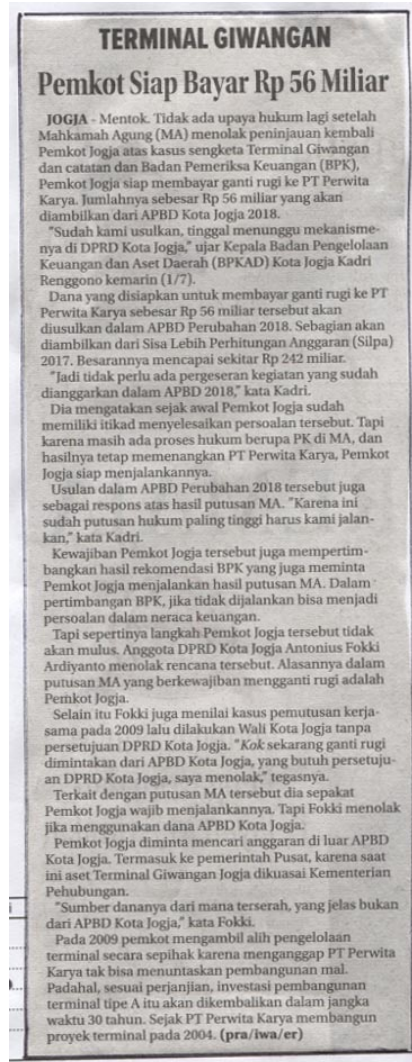 TERMINAL GIWANGAN
Pemkot Siap Bayar Rp 56 Miliar
JOGJA - Mentok. Tidak ada upaya hukum lagi setelah
Mahkamah Agung (MA) menolak peninjauan kembali
Pemkot Jogja atas kasus sengketa Terminal Giwangan
dan catatan dan Badan Pemeriksa Keuangan (BPK),
Pemkot Jogja siap membayar ganti rugi ke PT Perwita
Karya. Jumlahnya sebesar Rp 56 miliar yang akan
diambilkan dari APBD Kota Jogja 2018.
"Sudah kami usulkan, tinggal menunggu mekanisme-
nya di DPRD Kota Jogja," ujar Kepala Badan Pengelolaan
Keuangan dan Aset Daerah (BPKAD) Kota Jogja Kadri
Renggono kemarin (1/7).
Dana yang disiapkan untuk membayar ganti rugi ke PT
Perwita Karya sebesar Rp 56 miliar tersebut akan
diusulkan dalam APBD Perubahan 2018. Sebagian akan
diambilkan dari Sisa Lebih Perhitungan Anggaran (Silpa)
2017. Besarannya mencapai sekitar Rp 242 miliar.
"Jadi tidak perlu ada pergeseran kegiatan yang sudah
dianggarkan dalam APBD 2018," kata Kadri.
Dia mengatakan sejak awal Pemkot Jogja sudah
memiliki itikad menyelesaikan persoalan tersebut. Tapi
karena masih ada proses hukum berupa PK di MA, dan
hasilnya tetap memenangkan PT Perwita Karya, Pemkot
Jogja siap menjalankannya.
Usulan dalam APBD Perubahan 2018 tersebut juga
sebagai respons atas hasil putusan MA. "Karena ini
sudah putusan hukum paling tinggi harus kami jalan-
kan," kata Kadri.
Kewajiban Pemkot Jogja tersebut juga mempertim-
bangkan hasil rekomendasi BPK yang juga meminta
Pemkot Jogja menjalankan hasil putusan MA. Dalam
pertimbangan BPK, jika tidak dijalankan bisa menjadi
persoalan dalam neraca keuangan.
Tapi sepertinya langkah Pemkot Jogja tersebut tidak
akan mulus. Anggota DPRD Kota Jogja Antonius Fokki
Ardiyanto menolak rencana tersebut. Alasannya dalam
putusan MA yang berkewajiban mengganti rugi adalah
Pemkot Jogja.
Selain itu Fokki juga menilai kasus pemutusan kerja-
sama pada 2009 lalu dilakukan Wali Kota Jogja tanpa
persetujuan DPRD Kota Jogja. "Kok sekarang ganti rugi
dimintakan dari APBD Kota Jogja, yang butuh persetuju-
an DPRD Kota Jogja, saya menolak," tegasnya.
Terkait dengan putusan MA tersebut dia sepakat
Pemkot Jogja wajib menjalankannya. Tapi Fokki menolak
jika menggunakan dana APBD Kota Jogja.
Pemkot Jogja diminta mencari anggaran di luar APBD
Kota Jogja. Termasuk ke pemerintah Pusat, karena saat
ini aset Terminal Giwangan Jogja dikuasai Kementerian
Pehubungan.
"Sumber dananya dari mana terserah, yang jelas bukan
dari APBD Kota Jogja," kata Fokki.
Pada 2009 pemkot mengambil alih pengelolaan
terminal secara sepihak karena menganggap PT Perwita
Karya tak bisa menuntaskan pembangunan mal.
Padahal, sesuai perjanjian, investasi pembangunan
terminal tipe A itu akan dikembalikan dalam jangka
waktu 30 tahun. Sejak PT Perwita Karya membangun
proyek terminal pada 2004. (pra/iwa/er)